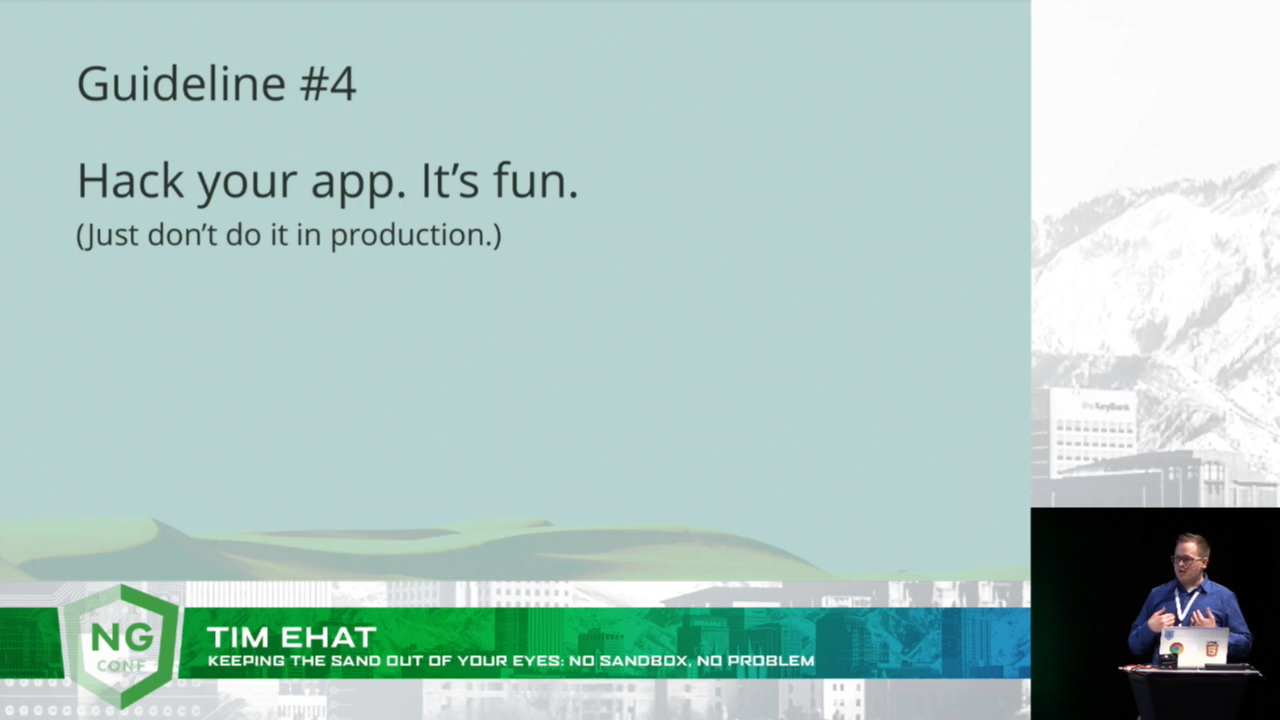 Guideline #4
Hack your app. It’s fun.
(Just don’t do it in production.)
KeyBank
NG
CONF
TIM EHAT
KEEPING THE SAND OUT OF YOUR EYES: NO SANDBOX, NO PROBLEM